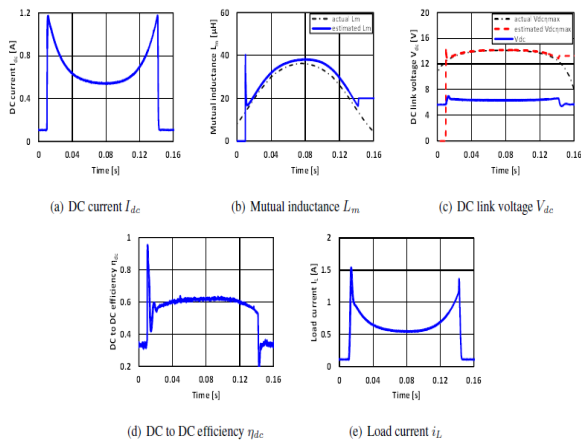 1.2
0.8
0.4
0
DC current I_dc [A]
0 0.04 0.08 0.12 0.16
Time [s]
(a) DC current I_dc
actual Lm
estimated Lm
60
40
20
0
Mutual inductance L_m [μH]
0 0.04 0.08 0.12 0.16
Time [s]
(b) Mutual inductance L_m
actual Vdcηmax
estimated Vdcηmax
Vdc
20
16
12
8
4
0
DC link voltage V_dc [V]
0 0.04 0.08 0.12 0.16
Time [s]
(c) DC link voltage V_dc
1
0.8
0.6
0.4
0.2
DC to DC efficiency η_dc
0 0.04 0.08 0.12 0.16
Time [s]
(d) DC to DC efficiency η_dc
2
1.5
1
0.5
0
Load current I_L [A]
0 0.04 0.08 0.12 0.16
Time [s]
(e) Load current i_L